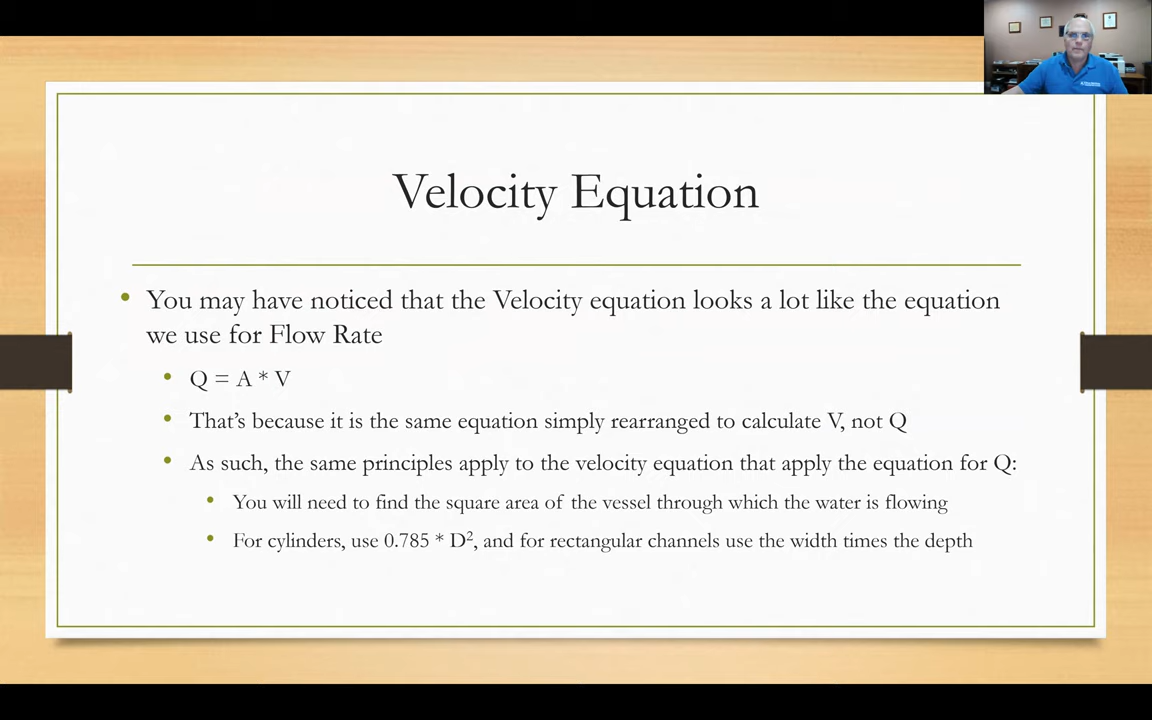 Velocity Equation
• You may have noticed that the Velocity equation looks a lot like the equation
we use for Flow Rate
• Q = A * V
• That's because it is the same equation simply rearranged to calculate V, not Q
• As such, the same principles apply to the velocity equation that apply the equation for Q:
• You will need to find the square area of the vessel through which the water is flowing
• For cylinders, use 0.785 * D², and for rectangular channels use the width times the depth